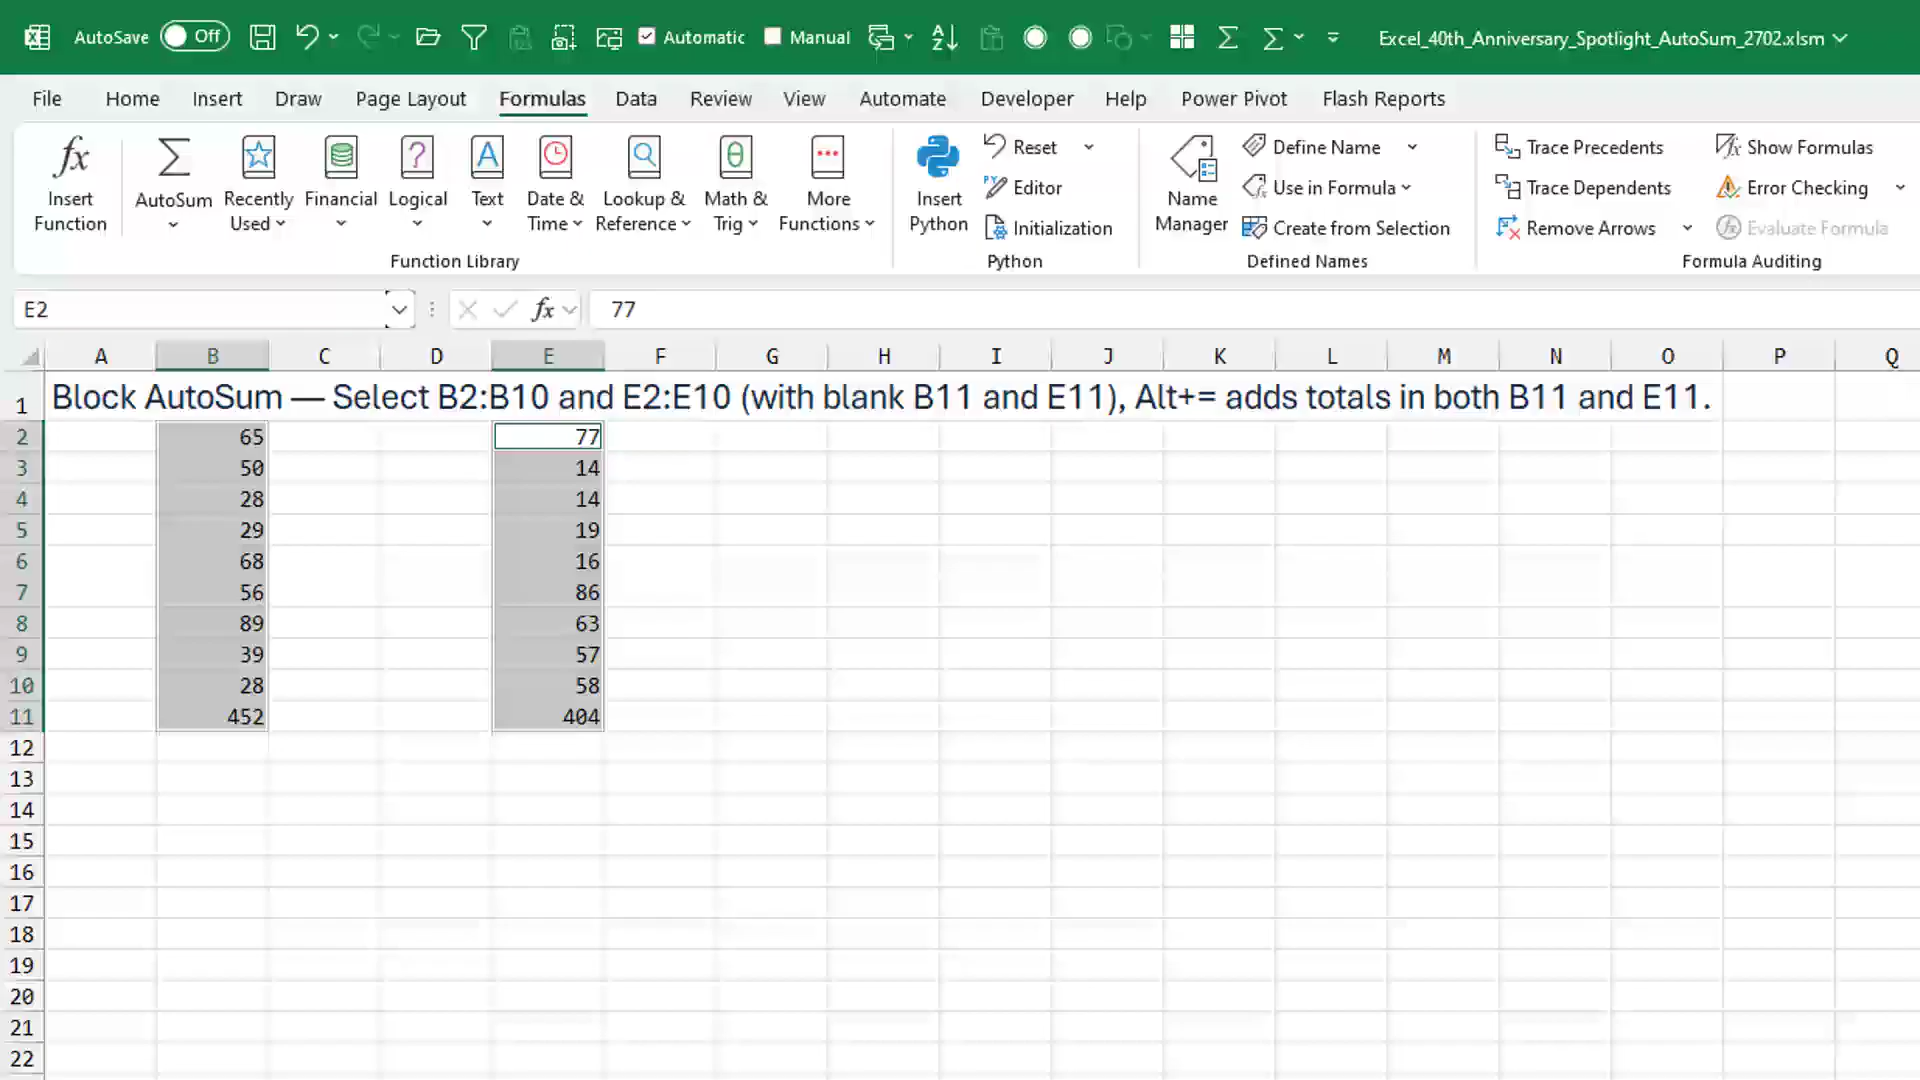 AutoSave Off Automatic Manual Excel_40th_Anniversary_Spotlight_AutoSum_2702.xlsm
File Home Insert Draw Page Layout Formulas Data Review View Automate Developer Help Power Pivot Flash Reports
Insert Function
AutoSum
Recently Used
Financial
Logical
Text
Date & Time
Lookup & Reference
Math & Trig
More Functions
Function Library
Insert Python
Reset
Editor
Initialization
Python
Name Manager
Define Name
Use in Formula
Create from Selection
Defined Names
Trace Precedents
Trace Dependents
Remove Arrows
Show Formulas
Error Checking
Evaluate Formula
Formula Auditing
E2 fx 77
A B C D E F G H I J K L M N O P Q
1 Block AutoSum — Select B2:B10 and E2:E10 (with blank B11 and E11), Alt+= adds totals in both B11 and E11.
2 65 77
3 50 14
4 28 14
5 29 19
6 68 16
7 56 86
8 89 63
9 39 57
10 28 58
11 452 404
12
13
14
15
16
17
18
19
20
21
22